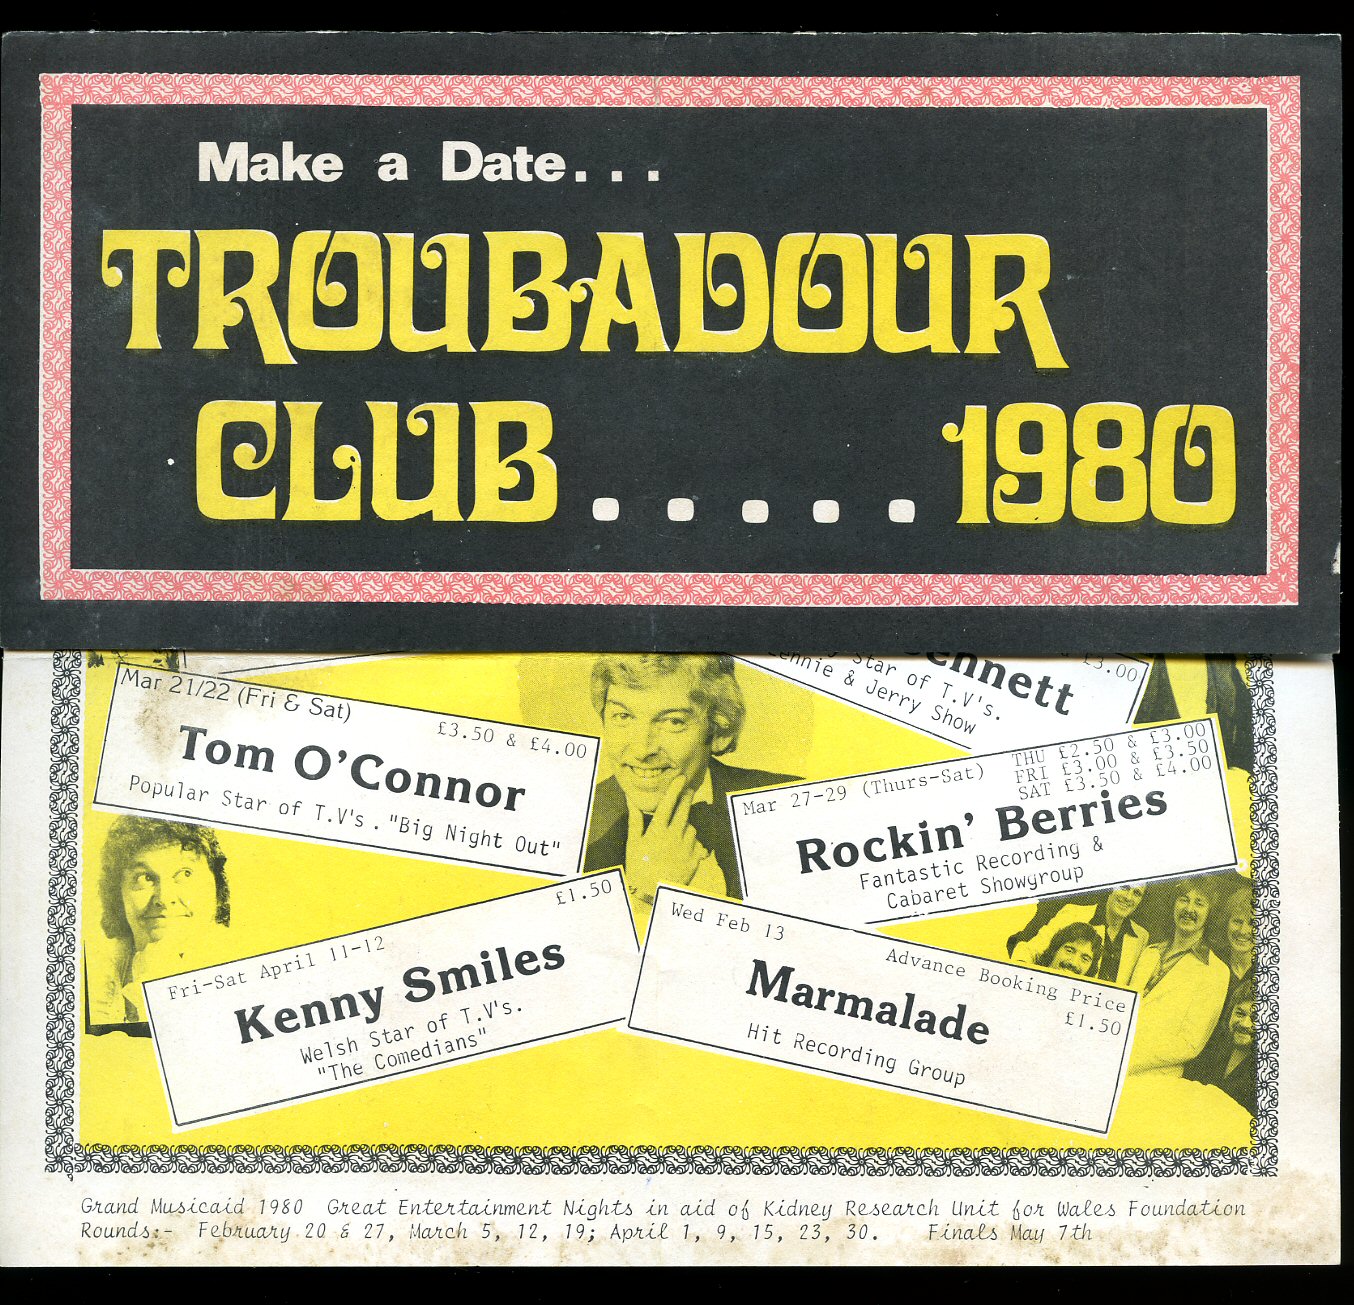 Make a Date...
TROUBADOUR
CLUB.....1980
£3.00
ennett
Star of T.V's.
ennie & Jerry Show
Mar 21/22 (Fri & Sat)
£3.50 & £4.00
Tom O'Connor
Popular Star of T.V's. "Big Night Out"
Mar 27-29 (Thurs-Sat)
THU £2.50 & £3.00
FRI £3.00 & £3.50
SAT £3.50 & £4.00
Rockin' Berries
Fantastic Recording &
Cabaret Showgroup
£1.50
Fri-Sat April 11-12
Kenny Smiles
Welsh Star of T.V's.
"The Comedians"
Wed Feb 13
Advance Booking Price
£1.50
Marmalade
Hit Recording Group
Grand Musicaid 1980 Great Entertainment Nights in aid of Kidney Research Unit for Wales Foundation
Rounds:- February 20 & 27, March 5, 12, 19; April 1, 9, 15, 23, 30. Finals May 7th